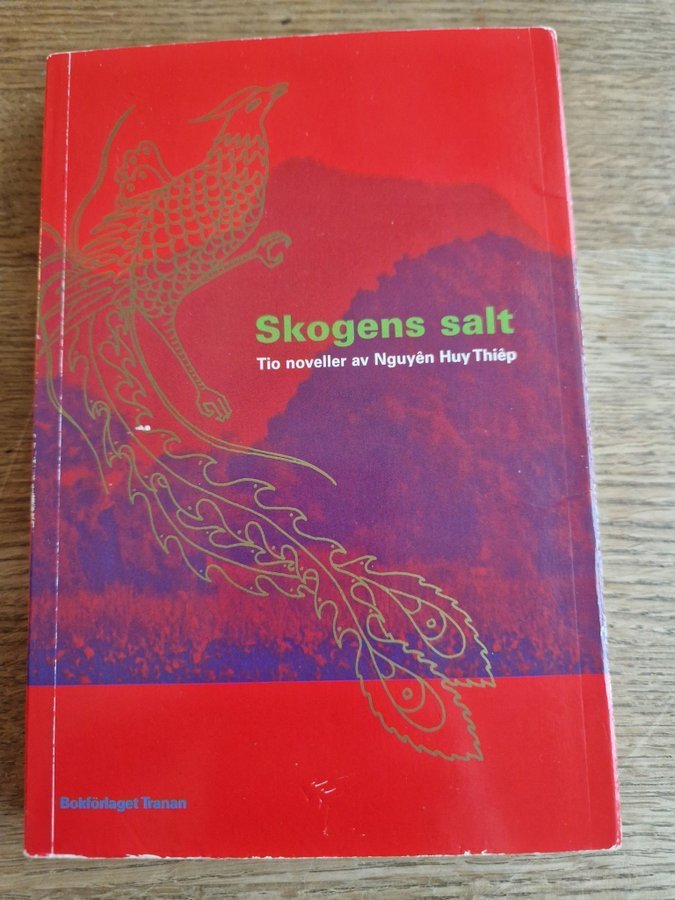 Skogens salt
Tio noveller av Nguyên Huy Thiêp
Bokförlaget Tranan